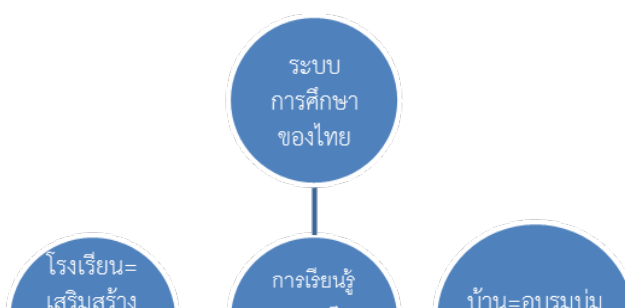 ระบบ
การศึกษา
ของไทย
โรงเรียน=
เสริมสร้าง
การเรียนรู้
บ้าน=อบรมบ่ม